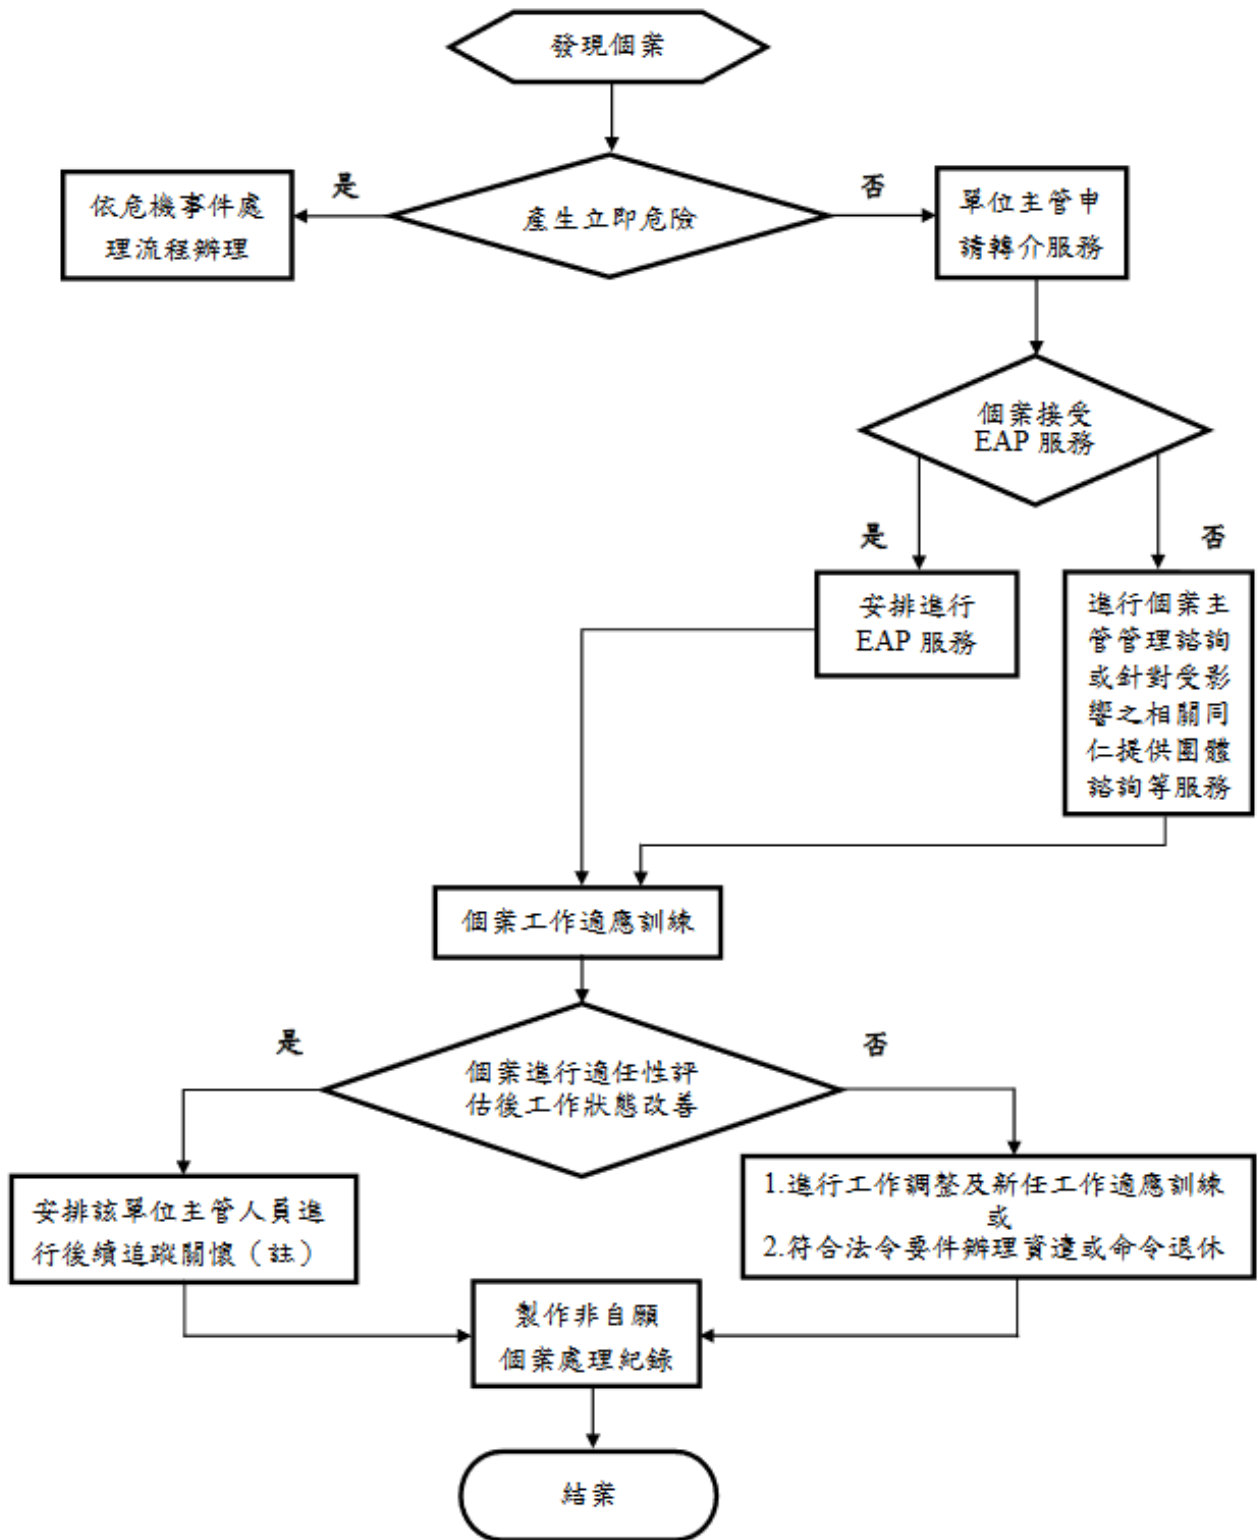 發現個案
是
否
依危機事件處
理流程辦理
產生立即危險
單位主管申
請轉介服務
個案接受
EAP 服務
是
否
安排進行
EAP 服務
進行個案主
管管理諮詢
或針對受影
響之相關同
仁提供團體
諮詢等服務
個案工作適應訓練
是
否
個案進行適任性評
估後工作狀態改善
安排該單位主管人員進
行後續追蹤關懷（註）
1.進行工作調整及新任工作適應訓練
或
2.符合法令要件辦理資遣或命令退休
製作非自願
個案處理紀錄
結案